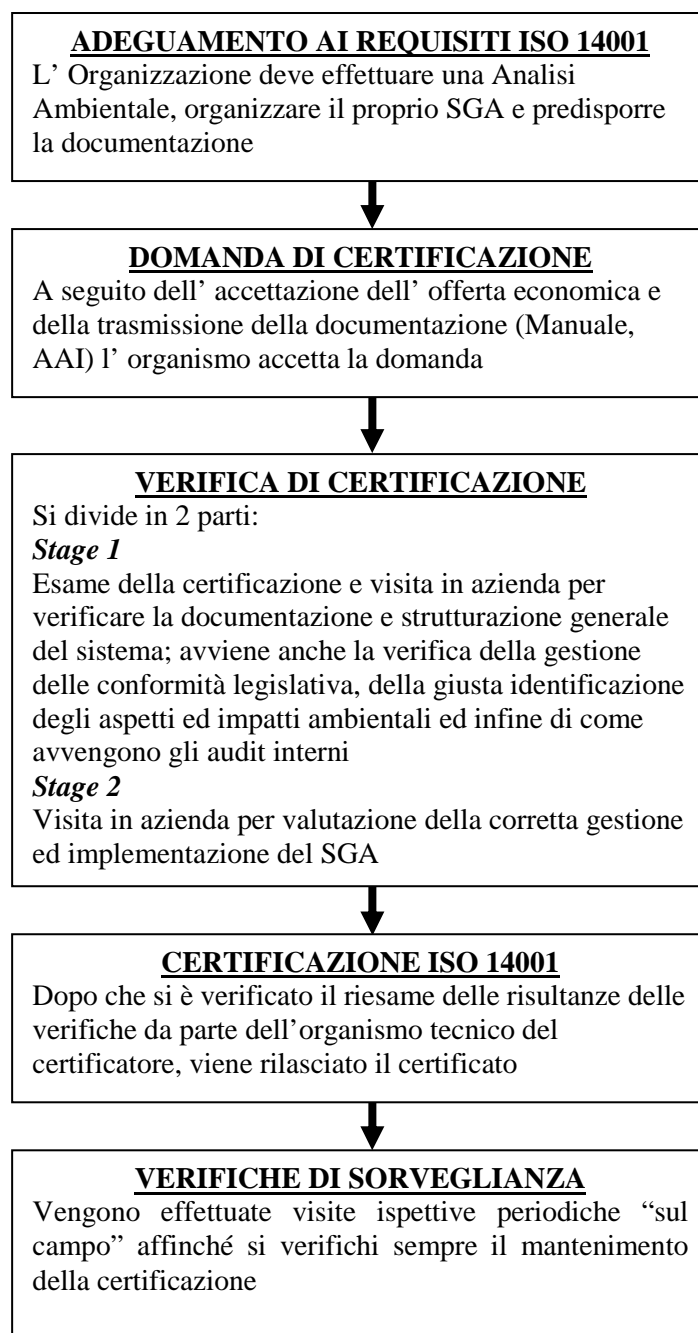 ADEGUAMENTO AI REQUISITI ISO 14001
L’ Organizzazione deve effettuare una Analisi
Ambientale, organizzare il proprio SGA e predisporre
la documentazione
DOMANDA DI CERTIFICAZIONE
A seguito dell’ accettazione dell’ offerta economica e
della trasmissione della documentazione (Manuale,
AAI) l’ organismo accetta la domanda
VERIFICA DI CERTIFICAZIONE
Si divide in 2 parti:
Stage 1
Esame della certificazione e visita in azienda per
verificare la documentazione e strutturazione generale
del sistema; avviene anche la verifica della gestione
delle conformità legislativa, della giusta identificazione
degli aspetti ed impatti ambientali ed infine di come
avvengono gli audit interni
Stage 2
Visita in azienda per valutazione della corretta gestione
ed implementazione del SGA
CERTIFICAZIONE ISO 14001
Dopo che si è verificato il riesame delle risultanze delle
verifiche da parte dell’organismo tecnico del
certificatore, viene rilasciato il certificato
VERIFICHE DI SORVEGLIANZA
Vengono effettuate visite ispettive periodiche “sul
campo” affinché si verifichi sempre il mantenimento
della certificazione